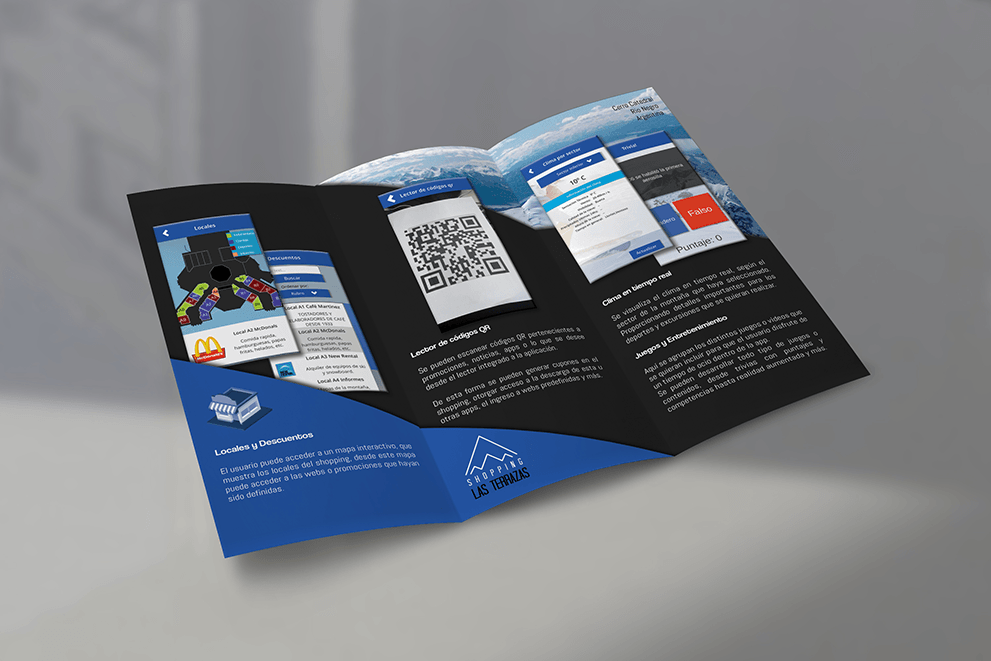 Locales
Local A2 McDonals
Comida rapida,
hamburguesas, papas
fritas, helados, etc.
McDonald's
Descuentos
Buscar
Ordenar por:
Rubro
Local A1 Café Martinez
TOSTADORES Y
ELABORADORES DE CAFÉ
DESDE 1933
Local A2 McDonals
Comida rapida,
hamburguesas, papas
fritas, helados, etc.
Local A3 New Rental
Alquiler de equipos de ski
y snowboard.
Local A4 Informes
de la montaña,
Locales y Descuentos
El usuario puede acceder a un mapa interactivo, que
muestra los locales del shopping, desde este mapa
puede acceder a las webs o promociones que hayan
sido definidas.
Lector de códigos qr
Lector de códigos QR
Se pueden escanear códigos QR pertenecientes a
promociones, noticias, apps o lo que se desee
desde el lector integrado a la aplicación.
De esta forma se pueden generar cupones en el
shopping, otorgar acceso a la descarga de esta u
otras apps, el ingreso a webs predefinidas y más.
SHOPPING
LAS TERRAZAS
Cerro Catedral
Río Negro
Argentina
Clima por sector
Sector externo
10º C
Actualizar
Trivia!
Falso
Puntaje: 0
Clima en tiempo real
Se visualiza el clima en tiempo real, según el
sector de la montaña que haya seleccionado,
proporcionando detalles importantes para los
deportes y excursiones que se quieran realizar.
Juegos y Entretenimiento
Aquí se agrupan los distintos juegos o videos que
se quieran incluir para que el usuario disfrute de
un tiempo de ocio dentro de la app.
Se pueden desarrollar todo tipo de juegos o
contenidos, desde trivias con puntajes y
competencias hasta realidad aumentada y más.